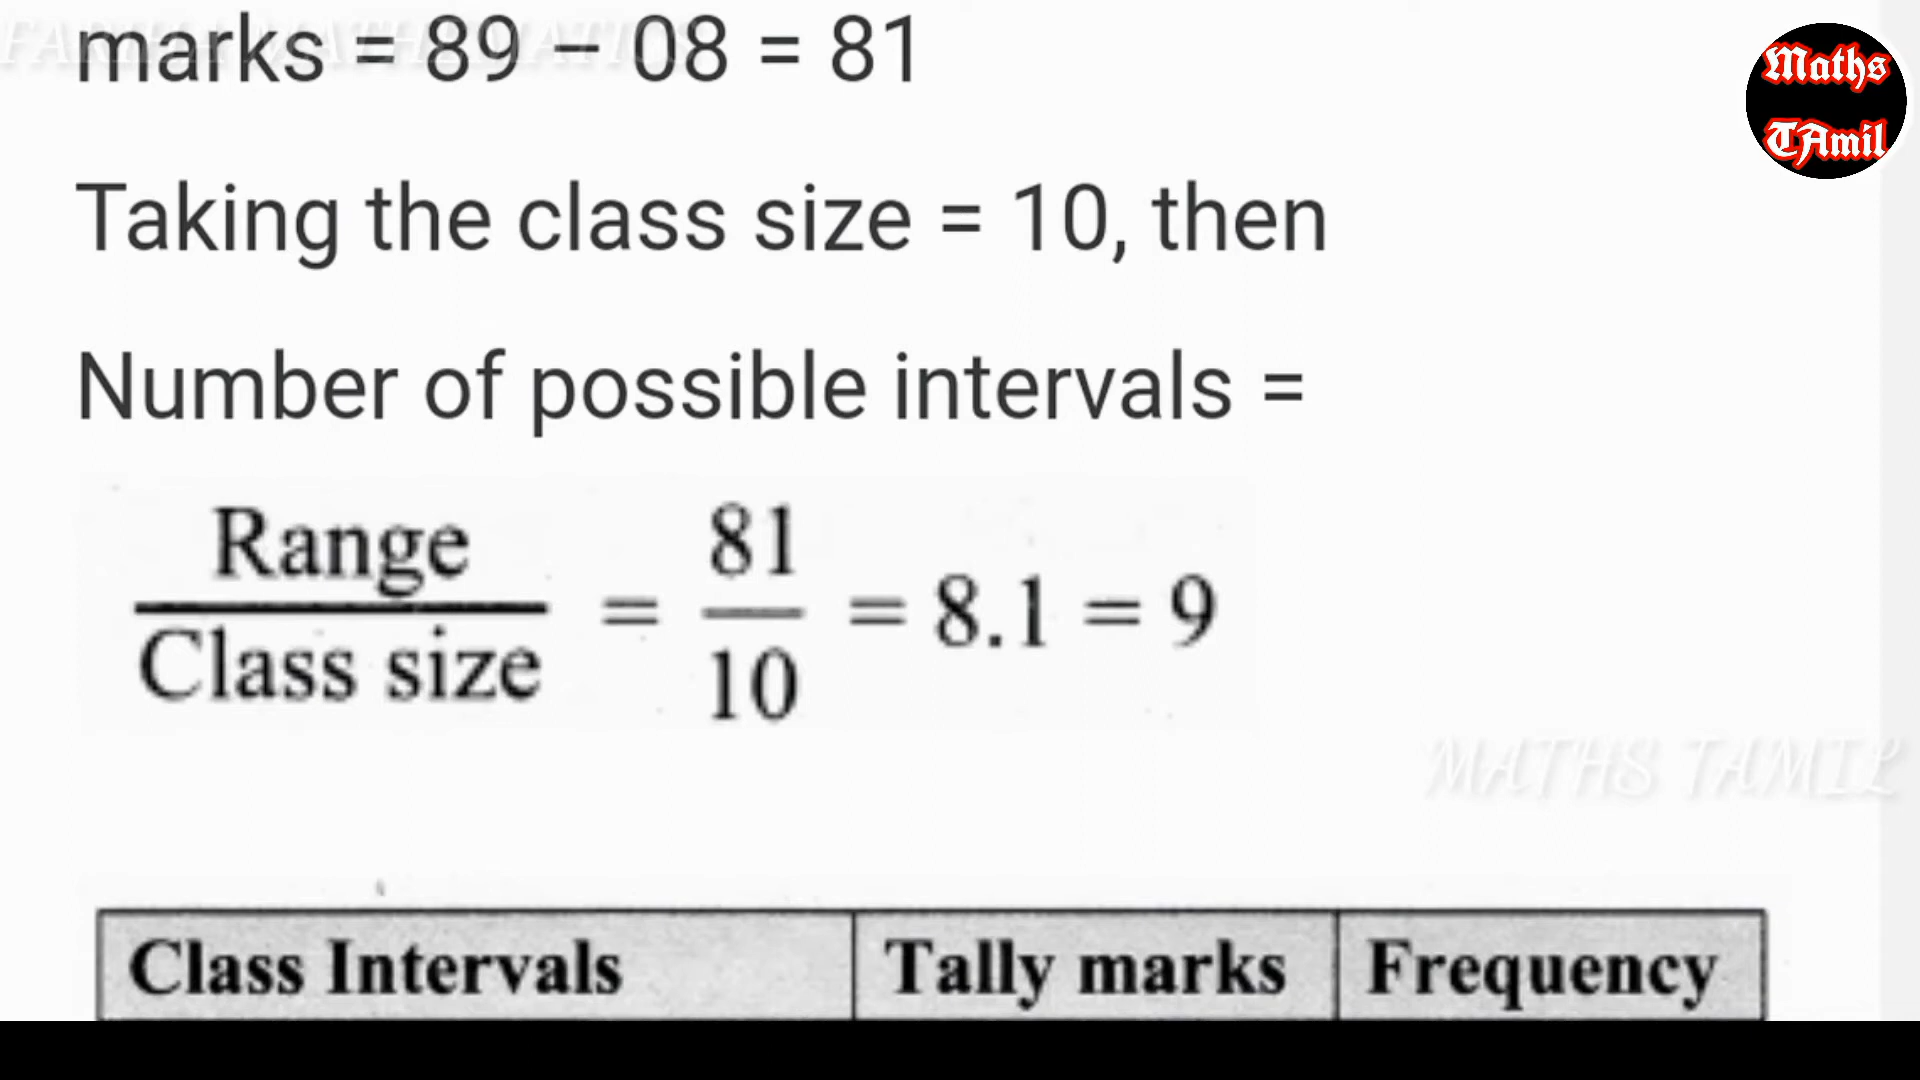 marks = 89 – 08 = 81
Maths
TAmil
Taking the class size = 10, then
Number of possible intervals =
Range / Class size = 81 / 10 = 8.1 = 9
MATHS TAMIL
Class Intervals Tally marks Frequency